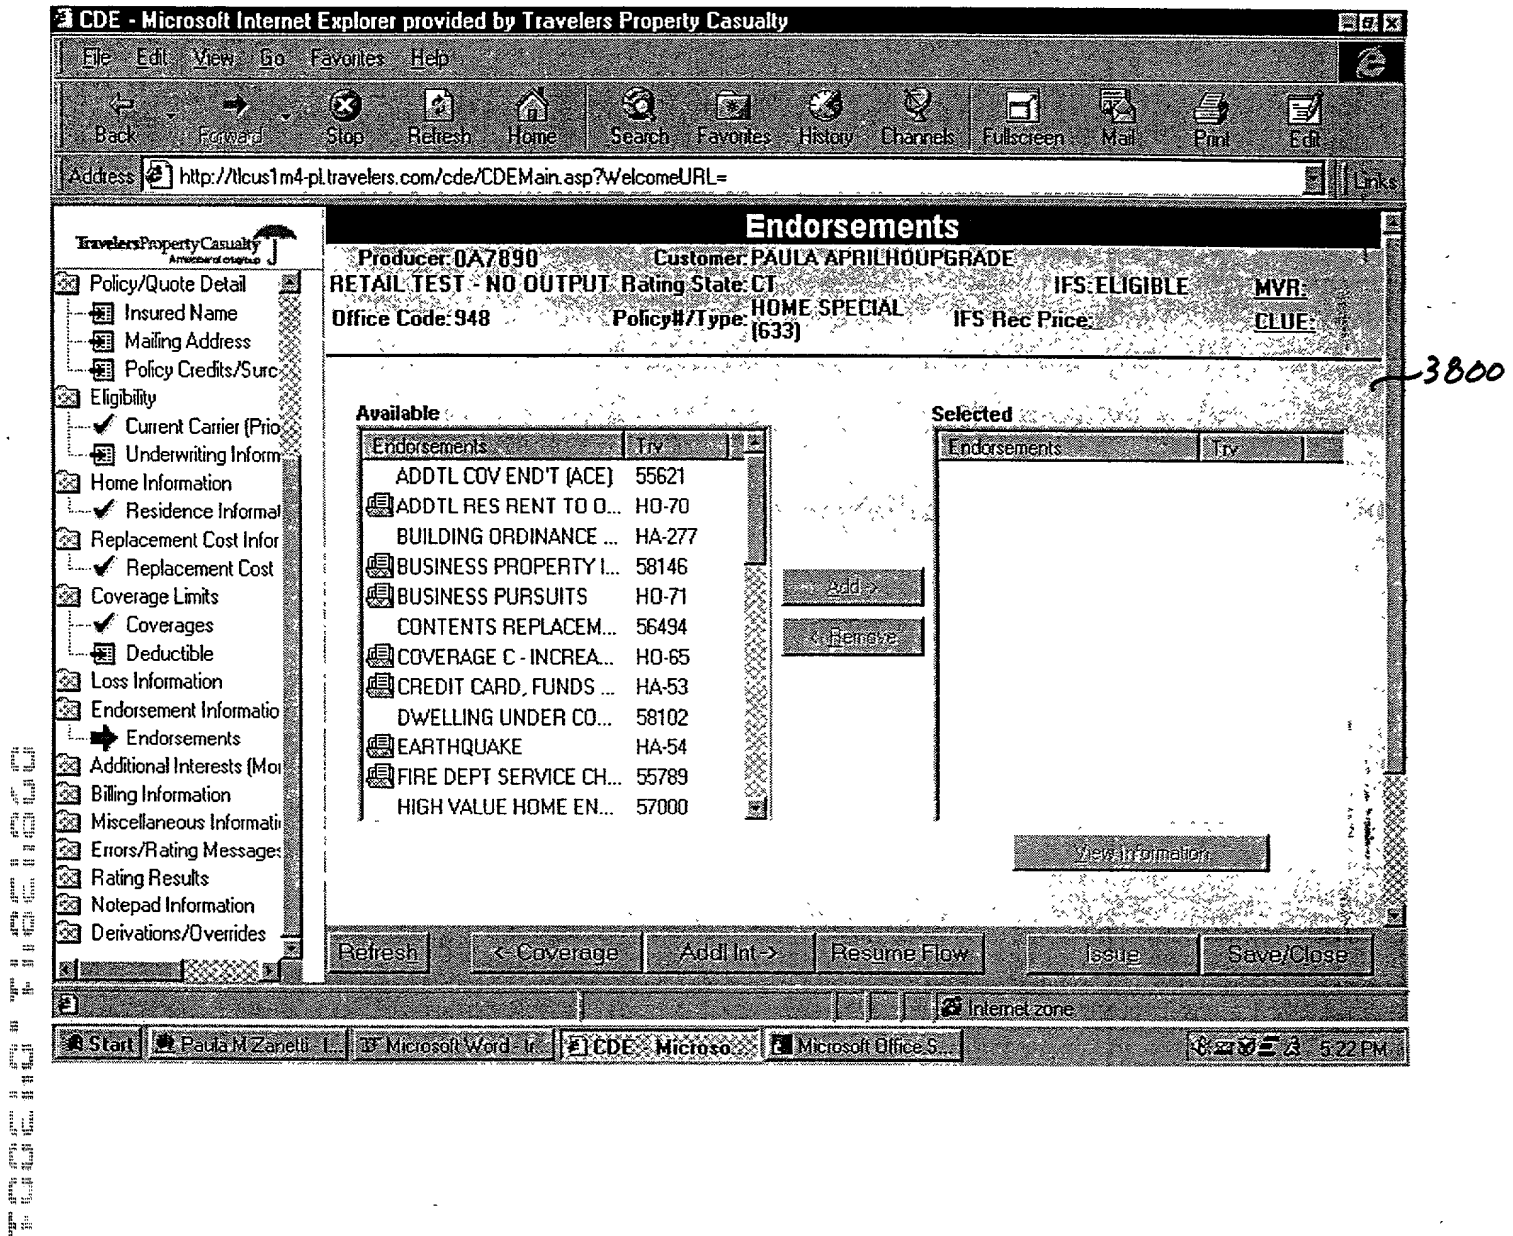 CDE - Microsoft Internet Explorer provided by Travelers Property Casualty
File Edit View Go Favorites Help
Back Forward Stop Refresh Home Search Favorites History Channels Fullscreen Mail Print Edit
Address http://tlcus1m4-pl.travelers.com/cde/CDEMain.asp?WelcomeURL= Links
TravelersPropertyCasualty
Policy/Quote Detail
Insured Name
Mailing Address
Policy Credits/Surc
Eligibility
Current Carrier (Prio
Underwriting Inform
Home Information
Residence Informat
Replacement Cost Infor
Replacement Cost
Coverage Limits
Coverages
Deductible
Loss Information
Endorsement Informatio
Endorsements
Additional Interests (Mor
Billing Information
Miscellaneous Informati
Errors/Rating Messages
Rating Results
Notepad Information
Derivations/Overrides
Endorsements
Producer: 0A7890 Customer: PAULA APRILHOUPGRADE
RETAIL TEST - NO OUTPUT Rating State: CT IFS: ELIGIBLE MVR:
Office Code: 948 Policy#/Type: HOME SPECIAL (633) IFS Rec Price: CLUE:
3800
Available
Endorsements Trv
ADDTL COV END'T (ACE) 55621
ADDTL RES RENT TO O... HO-70
BUILDING ORDINANCE ... HA-277
BUSINESS PROPERTY I... 58146
BUSINESS PURSUITS HO-71
CONTENTS REPLACEM... 56494
COVERAGE C - INCREA... HO-65
CREDIT CARD, FUNDS ... HA-53
DWELLING UNDER CO... 58102
EARTHQUAKE HA-54
FIRE DEPT SERVICE CH... 55789
HIGH VALUE HOME EN... 57000
Add ->
<- Remove
Selected
Endorsements Trv
View Information
Refresh <-Coverage Addl Int-> Resume Flow Issue Save/Close
Internet zone
Start Paula M Zanetti - I... Microsoft Word - Ir... CDE - Microso... Microsoft Office S... 5:22 PM